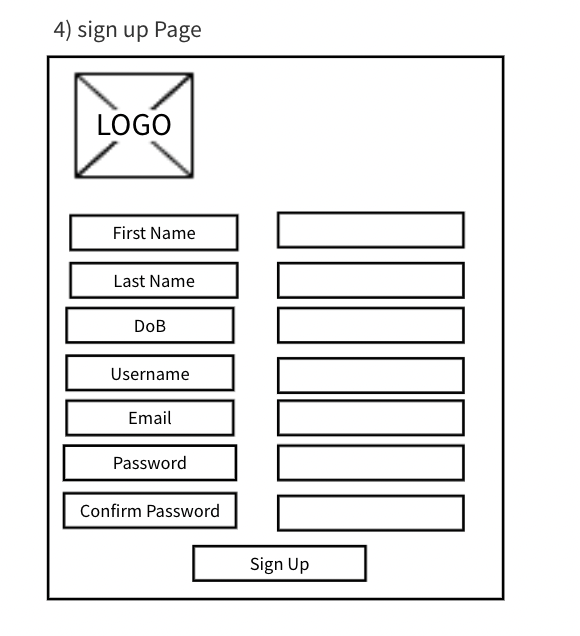 4) sign up Page
LOGO
First Name
Last Name
DoB
Username
Email
Password
Confirm Password
Sign Up